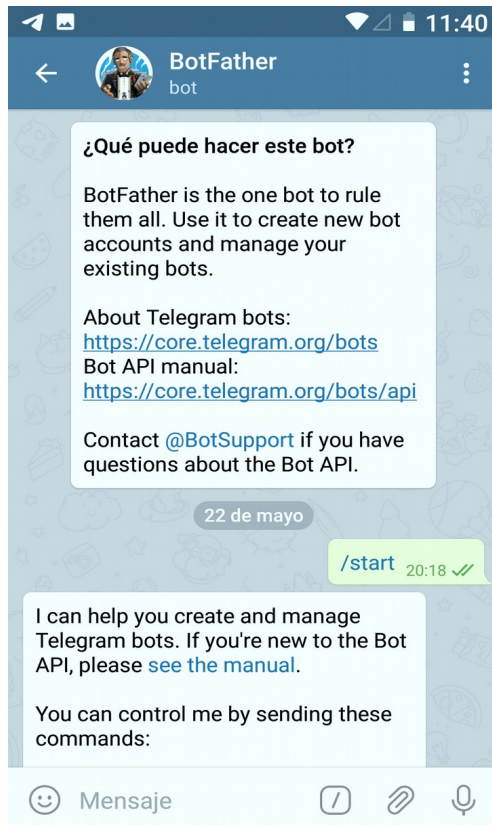 11:40
BotFather
bot
¿Qué puede hacer este bot?
BotFather is the one bot to rule
them all. Use it to create new bot
accounts and manage your
existing bots.
About Telegram bots:
https://core.telegram.org/bots
Bot API manual:
https://core.telegram.org/bots/api
Contact @BotSupport if you have
questions about the Bot API.
22 de mayo
/start 20:18
I can help you create and manage
Telegram bots. If you're new to the Bot
API, please see the manual.
You can control me by sending these
commands:
Mensaje